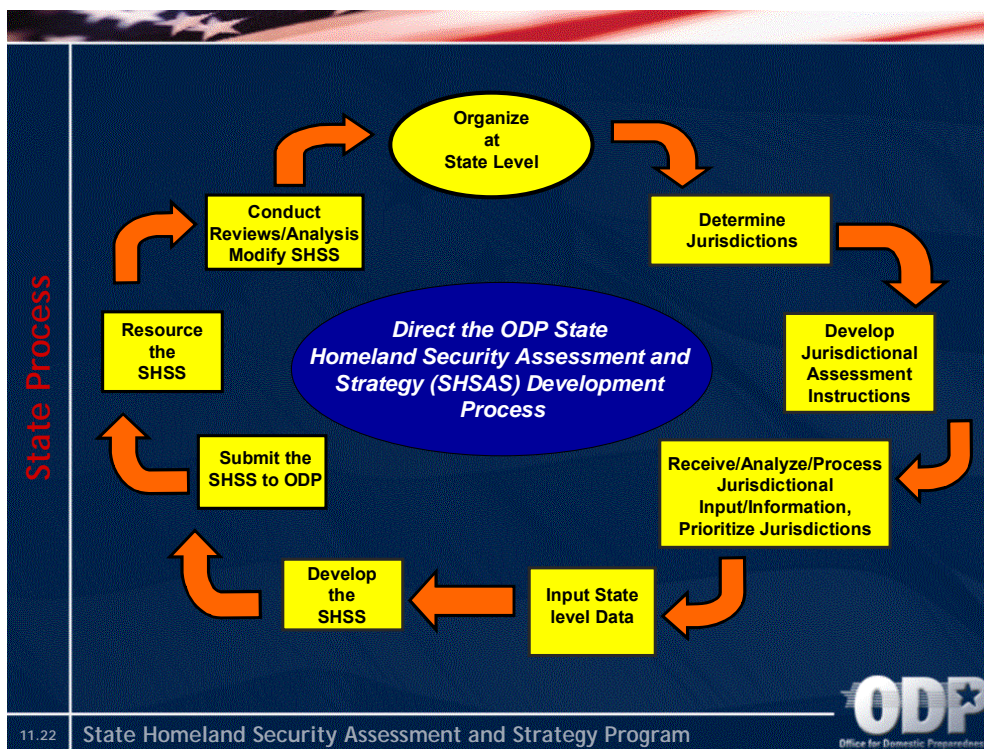 State Process
Organize
at
State Level
Determine
Jurisdictions
Develop
Jurisdictional
Assessment
Instructions
Receive/Analyze/Process
Jurisdictional
Input/Information,
Prioritize Jurisdictions
Input State
level Data
Develop
the
SHSS
Submit the
SHSS to ODP
Resource
the
SHSS
Conduct
Reviews/Analysis
Modify SHSS
Direct the ODP State
Homeland Security Assessment and
Strategy (SHSAS) Development
Process
11.22 State Homeland Security Assessment and Strategy Program
ODP
Office for Domestic Preparednes